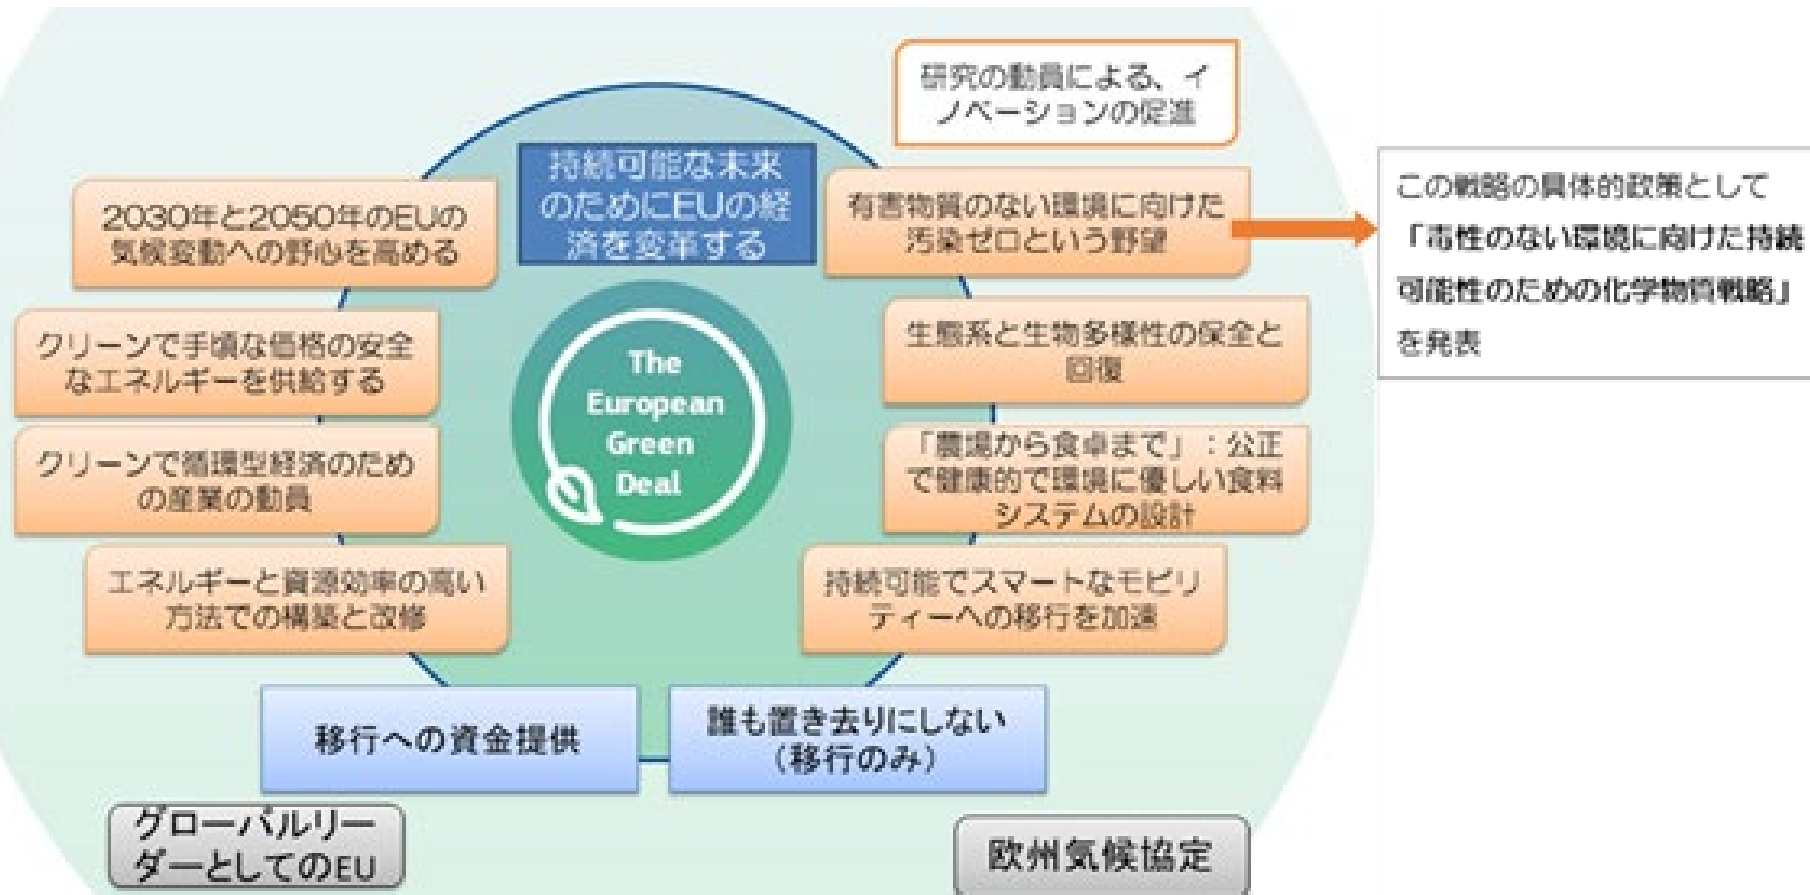 研究の動員による、イ
ノベーションの促進
持続可能な未来
のためにEUの経
済を変革する
2030年と2050年のEUの
気候変動への野心を高める
有害物質のない環境に向けた
汚染ゼロという野望
この戦略の具体的政策として
「毒性のない環境に向けた持続
可能性のための化学物質戦略」
を発表
クリーンで手頃な価格の安全
なエネルギーを供給する
生態系と生物多様性の保全と
回復
The
European
Green
Deal
クリーンで循環型経済のため
の産業の動員
「農場から食卓まで」：公正
で健康的で環境に優しい食料
システムの設計
エネルギーと資源効率の高い
方法での構築と改修
持続可能でスマートなモビリ
ティーへの移行を加速
移行への資金提供
誰も置き去りにしない
（移行のみ）
グローバルリー
ダーとしてのEU
欧州気候協定